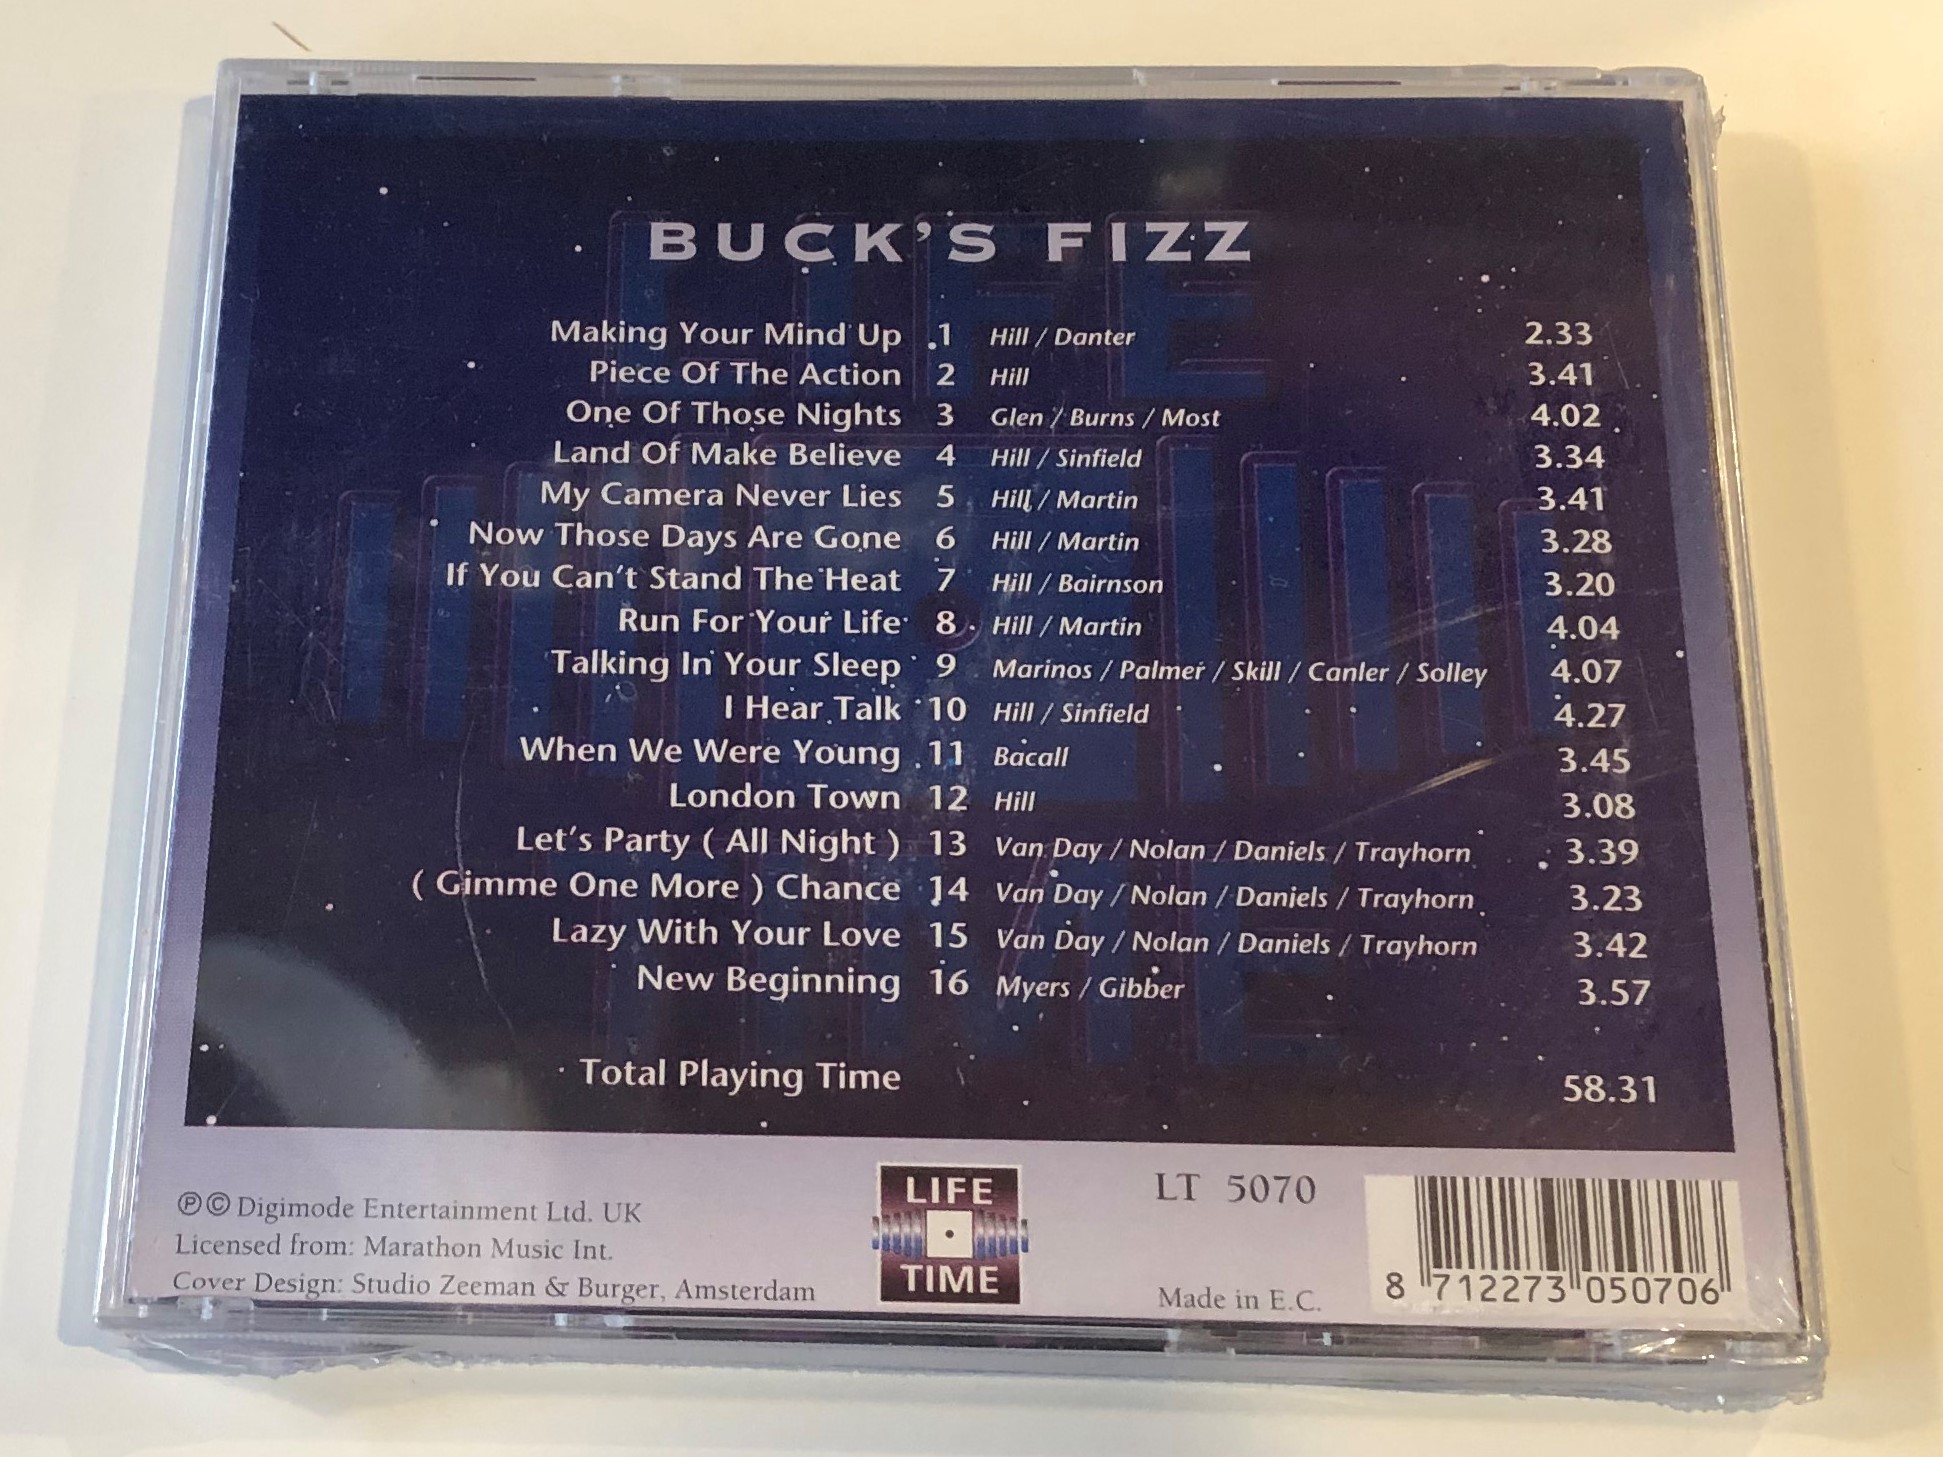 BUCK'S FIZZ
Making Your Mind Up 1 Hill / Danter 2.33
Piece Of The Action 2 Hill 3.41
One Of Those Nights 3 Glen / Burns / Most 4.02
Land Of Make Believe 4 Hill / Sinfield 3.34
My Camera Never Lies 5 Hill / Martin 3.41
Now Those Days Are Gone 6 Hill / Martin 3.28
If You Can't Stand The Heat 7 Hill / Bairnson 3.20
Run For Your Life 8 Hill / Martin 4.04
Talking In Your Sleep 9 Marinos / Palmer / Skill / Canler / Solley 4.07
I Hear Talk 10 Hill / Sinfield 4.27
When We Were Young 11 Bacall 3.45
London Town 12 Hill 3.08
Let's Party ( All Night ) 13 Van Day / Nolan / Daniels / Trayhorn 3.39
( Gimme One More ) Chance 14 Van Day / Nolan / Daniels / Trayhorn 3.23
Lazy With Your Love 15 Van Day / Nolan / Daniels / Trayhorn 3.42
New Beginning 16 Myers / Gibber 3.57
Total Playing Time 58.31
℗© Digimode Entertainment Ltd. UK
Licensed from: Marathon Music Int.
Cover Design: Studio Zeeman & Burger, Amsterdam
LIFE
TIME
LT 5070
Made in E.C.
8 712273 050706